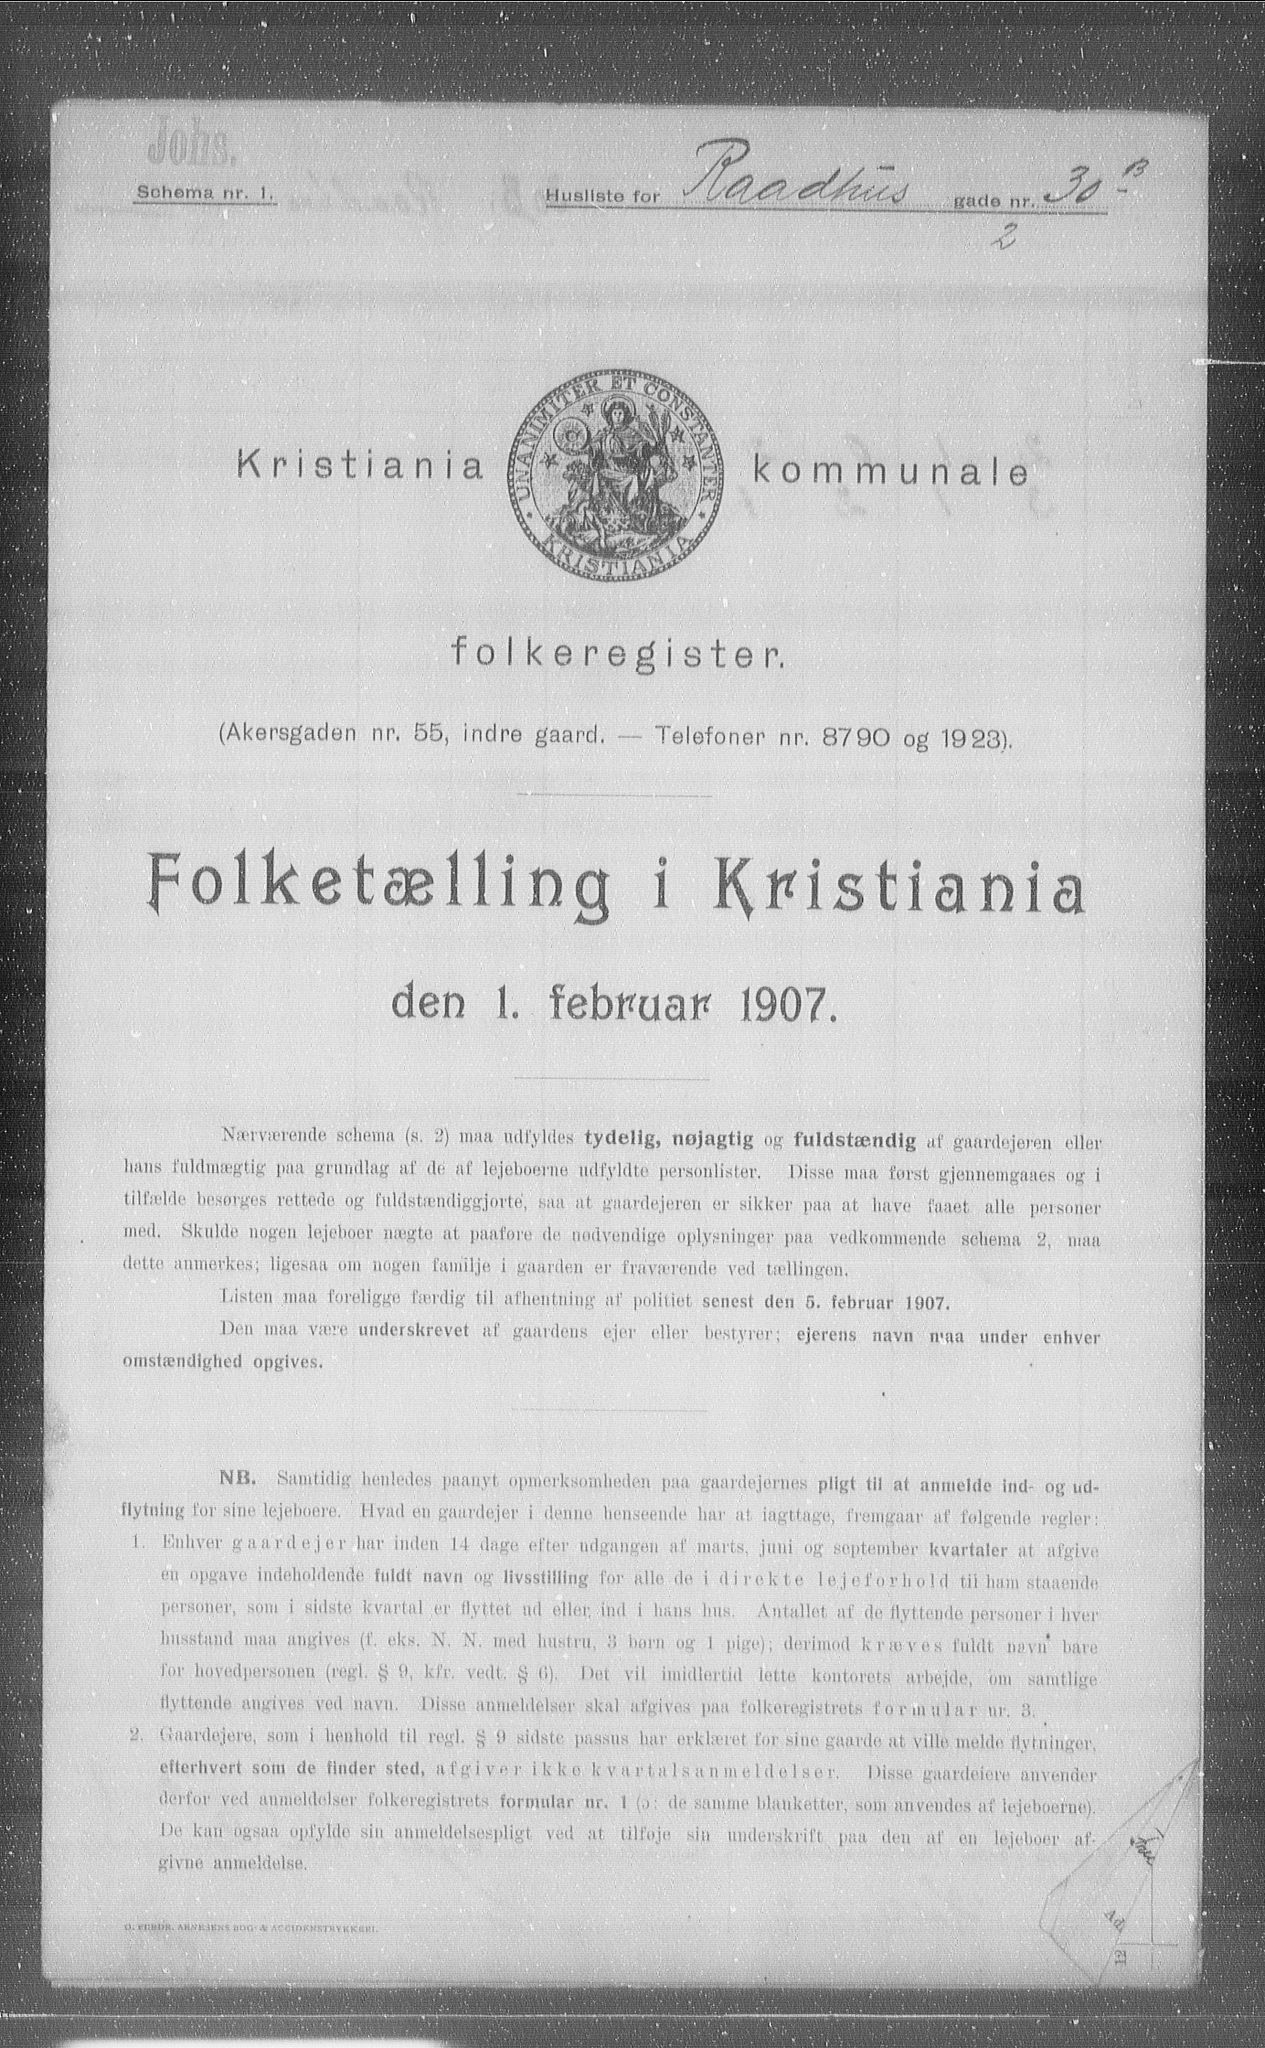 Johs.
Schema nr. 1.
Husliste for Raadhus gade nr. 30 B
2
UNANIMITER ET CONSTANTER
KRISTIANIA
Kristiania kommunale
folkeregister.
(Akersgaden nr. 55, indre gaard. — Telefoner nr. 8790 og 1923).
Folketælling i Kristiania
den 1. februar 1907.
Nærværende schema (s. 2) maa udfyldes tydelig, nøjagtig og fuldstændig af gaardejeren eller
hans fuldmægtig paa grundlag af de af lejeboerne udfyldte personlister. Disse maa først gjennemgaaes og i
tilfælde besørges rettede og fuldstændiggjorte, saa at gaardejeren er sikker paa at have faaet alle personer
med. Skulde nogen lejeboer nægte at paaføre de nødvendige oplysninger paa vedkommende schema 2, maa
dette anmerkes; ligesaa om nogen familje i gaarden er fraværende ved tællingen.
Listen maa foreligge færdig til afhentning af politiet senest den 5. februar 1907.
Den maa være underskrevet af gaardens ejer eller bestyrer; ejerens navn maa under enhver
omstændighed opgives.
NB. Samtidig henledes paanyt opmerksomheden paa gaardejernes pligt til at anmelde ind- og ud-
flytning for sine lejeboere. Hvad en gaardejer i denne henseende har at iagttage, fremgaar af følgende regler:
1. Enhver gaardejer har inden 14 dage efter udgangen af marts, juni og september kvartaler at afgive
en opgave indeholdende fuldt navn og livsstilling for alle de i direkte lejeforhold til ham staaende
personer, som i sidste kvartal er flyttet ud eller ind i hans hus. Antallet af de flyttende personer i hver
husstand maa angives (f. eks. N. N. med hustru, 3 børn og 1 pige); derimod kræves fuldt navn bare
for hovedpersonen (regl. § 9, kfr. vedt. § 6). Det vil imidlertid lette kontorets arbejde, om samtlige
flyttende angives ved navn. Disse anmeldelser skal afgives paa folkeregistrets formular nr. 3.
2. Gaardejere, som i henhold til regl. § 9 sidste passus har erklæret for sine gaarde at ville melde flytninger,
efterhvert som de finder sted, afgiver ikke kvartalsanmeldelser. Disse gaardeiere anvender
derfor ved anmeldelser folkeregistrets formular nr. 1 (ɔ: de samme blanketter, som anvendes af lejeboerne).
De kan ogsaa opfylde sin anmeldelsespligt ved at tilføje sin underskrift paa den af en lejeboer af-
givne anmeldelse.
O. FREDR. ARNESENS BOG- & ACCIDENSTRYKKERI.
Ad.
12